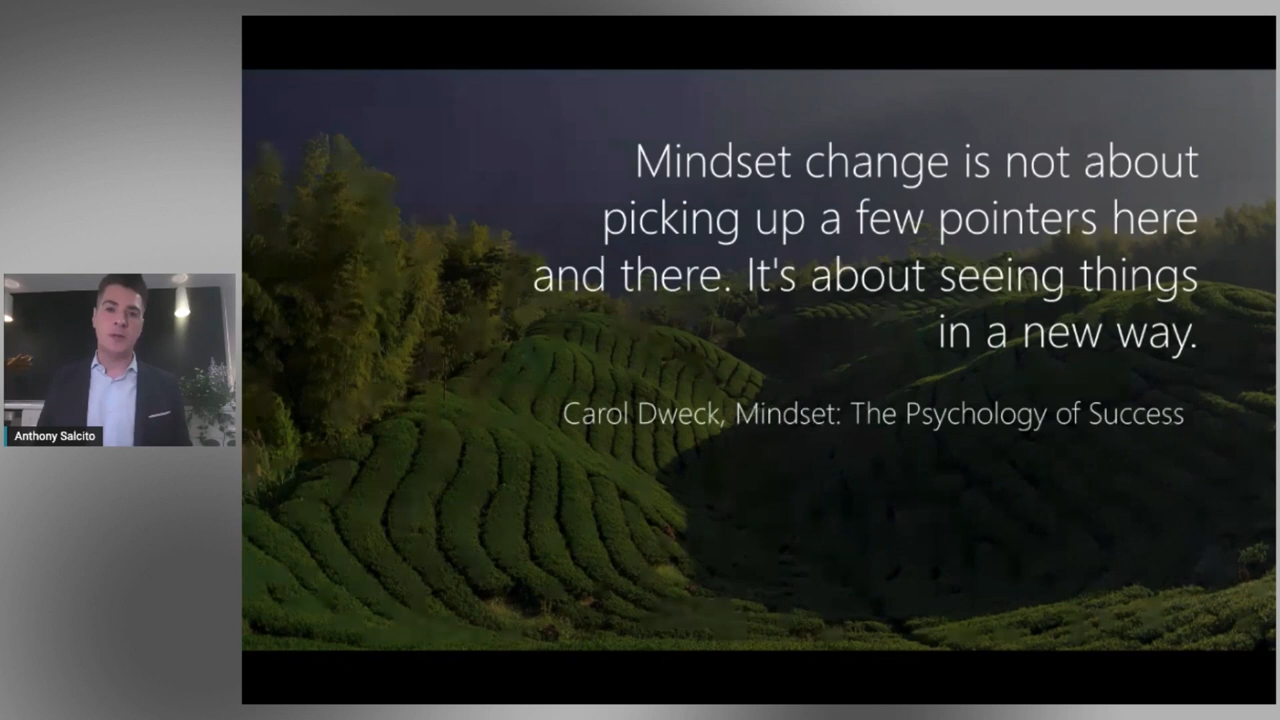 Mindset change is not about
picking up a few pointers here
and there. It's about seeing things
in a new way.
Carol Dweck, Mindset: The Psychology of Success
Anthony Salcito